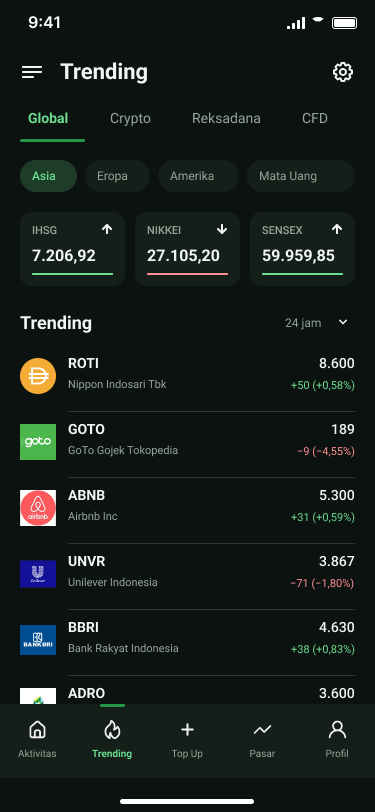 9:41
Trending
Global Crypto Reksadana CFD
Asia Eropa Amerika Mata Uang
IHSG NIKKEI SENSEX
7.206,92 27.105,20 59.959,85
Trending 24 jam
ROTI 8.600
Nippon Indosari Tbk +50 (+0,58%)
goto
GOTO 189
GoTo Gojek Tokopedia −9 (−4,55%)
airbnb
ABNB 5.300
Airbnb Inc +31 (+0,59%)
UNVR 3.867
Unilever Indonesia −71 (−1,80%)
BANK BRI
BBRI 4.630
Bank Rakyat Indonesia +38 (+0,83%)
ADRO 3.600
Aktivitas Trending Top Up Pasar Profil